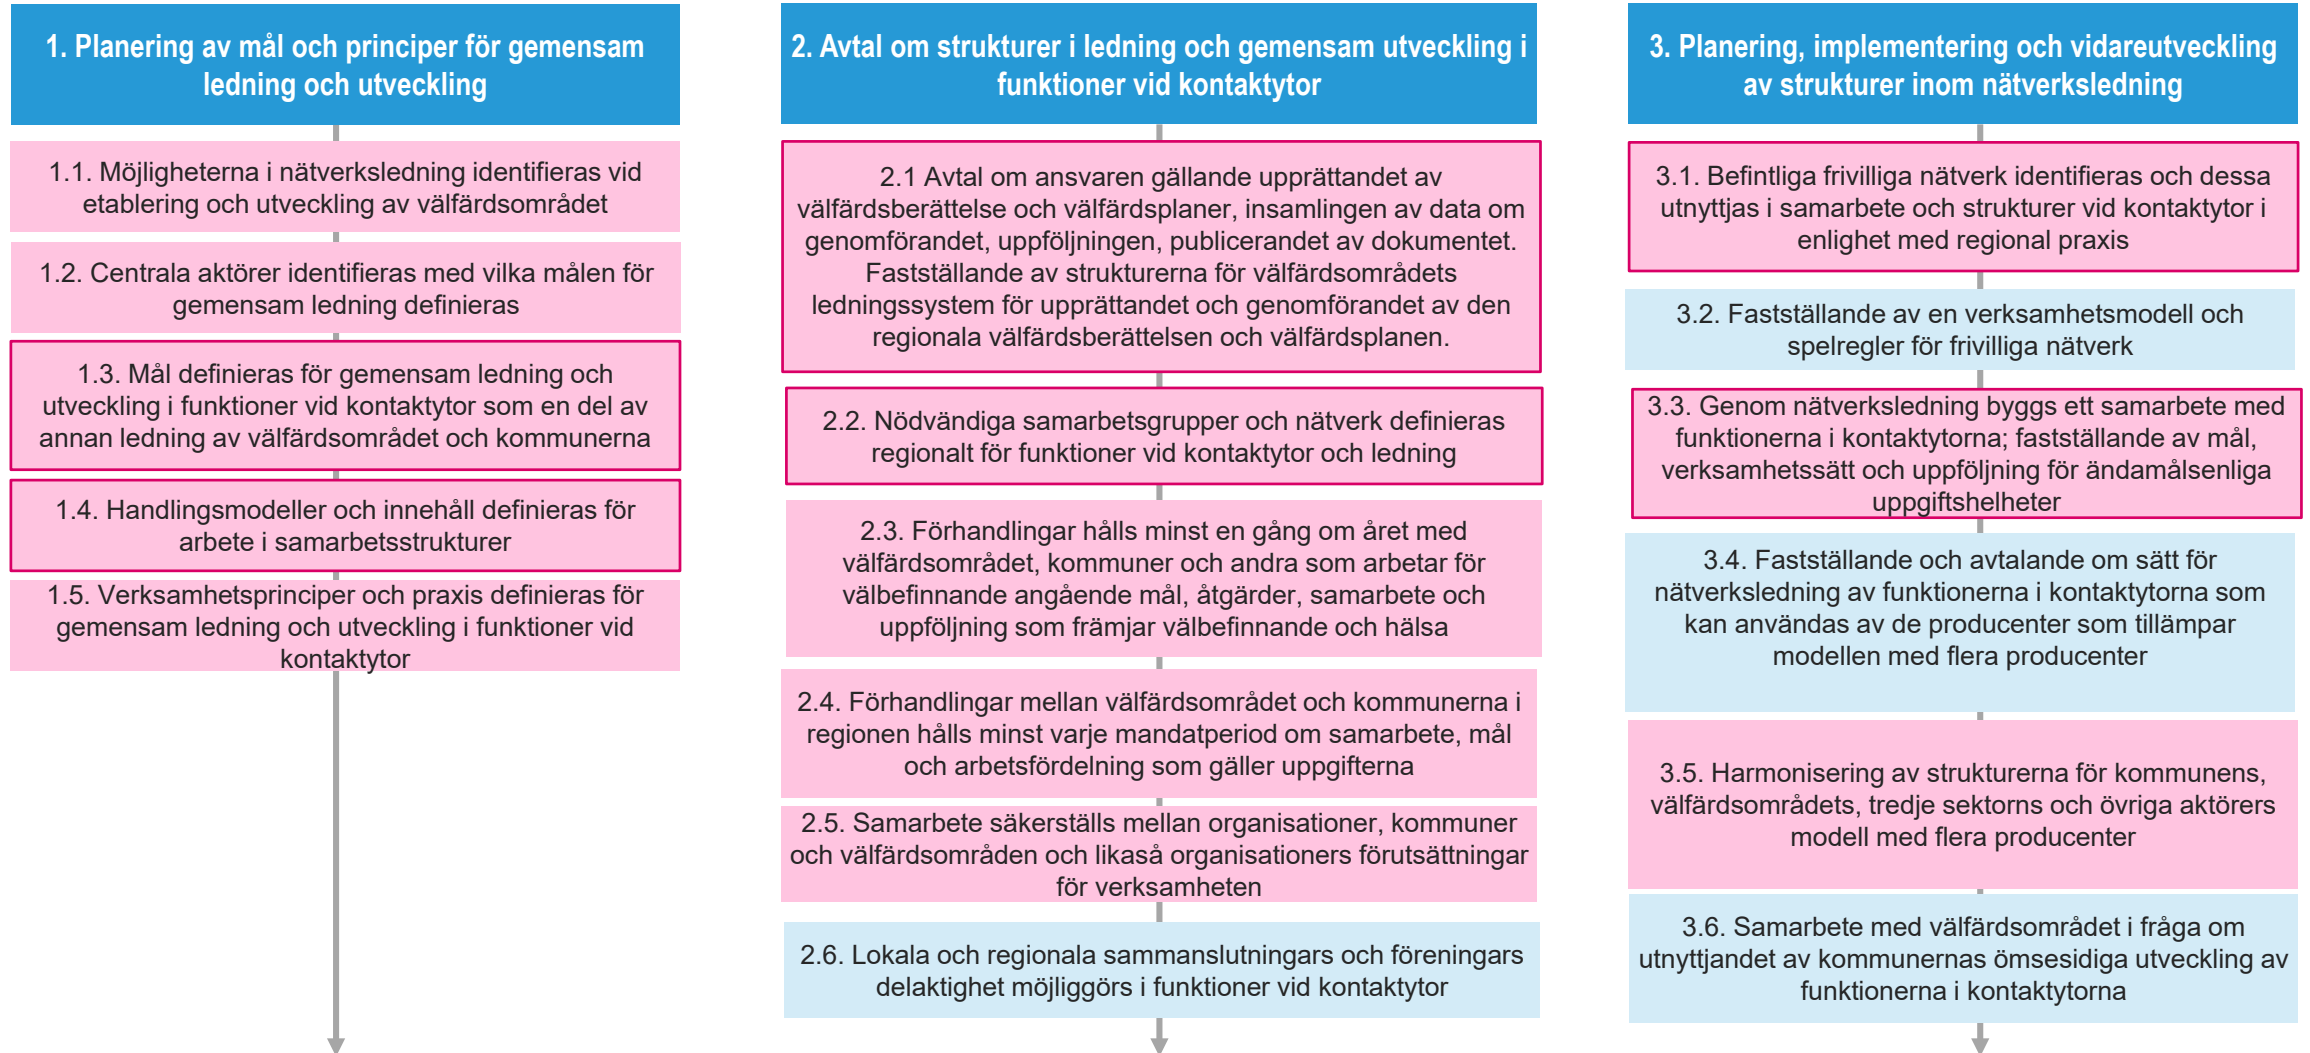 1. Planering av mål och principer för gemensam
ledning och utveckling
1.1. Möjligheterna i nätverksledning identifieras vid
etablering och utveckling av välfärdsområdet
1.2. Centrala aktörer identifieras med vilka målen för
gemensam ledning definieras
1.3. Mål definieras för gemensam ledning och
utveckling i funktioner vid kontaktytor som en del av
annan ledning av välfärdsområdet och kommunerna
1.4. Handlingsmodeller och innehåll definieras för
arbete i samarbetsstrukturer
1.5. Verksamhetsprinciper och praxis definieras för
gemensam ledning och utveckling i funktioner vid
kontaktytor
2. Avtal om strukturer i ledning och gemensam utveckling i
funktioner vid kontaktytor
2.1 Avtal om ansvaren gällande upprättandet av
välfärdsberättelse och välfärdsplaner, insamlingen av data om
genomförandet, uppföljningen, publicerandet av dokumentet.
Fastställande av strukturerna för välfärdsområdets
ledningssystem för upprättandet och genomförandet av den
regionala välfärdsberättelsen och välfärdsplanen.
2.2. Nödvändiga samarbetsgrupper och nätverk definieras
regionalt för funktioner vid kontaktytor och ledning
2.3. Förhandlingar hålls minst en gång om året med
välfärdsområdet, kommuner och andra som arbetar för
välbefinnande angående mål, åtgärder, samarbete och
uppföljning som främjar välbefinnande och hälsa
2.4. Förhandlingar mellan välfärdsområdet och kommunerna i
regionen hålls minst varje mandatperiod om samarbete, mål
och arbetsfördelning som gäller uppgifterna
2.5. Samarbete säkerställs mellan organisationer, kommuner
och välfärdsområden och likaså organisationers förutsättningar
för verksamheten
2.6. Lokala och regionala sammanslutningars och föreningars
delaktighet möjliggörs i funktioner vid kontaktytor
3. Planering, implementering och vidareutveckling
av strukturer inom nätverksledning
3.1. Befintliga frivilliga nätverk identifieras och dessa
utnyttjas i samarbete och strukturer vid kontaktytor i
enlighet med regional praxis
3.2. Fastställande av en verksamhetsmodell och
spelregler för frivilliga nätverk
3.3. Genom nätverksledning byggs ett samarbete med
funktionerna i kontaktytorna; fastställande av mål,
verksamhetssätt och uppföljning för ändamålsenliga
uppgiftshelheter
3.4. Fastställande och avtalande om sätt för
nätverksledning av funktionerna i kontaktytorna som
kan användas av de producenter som tillämpar
modellen med flera producenter
3.5. Harmonisering av strukturerna för kommunens,
välfärdsområdets, tredje sektorns och övriga aktörers
modell med flera producenter
3.6. Samarbete med välfärdsområdet i fråga om
utnyttjandet av kommunernas ömsesidiga utveckling av
funktionerna i kontaktytorna